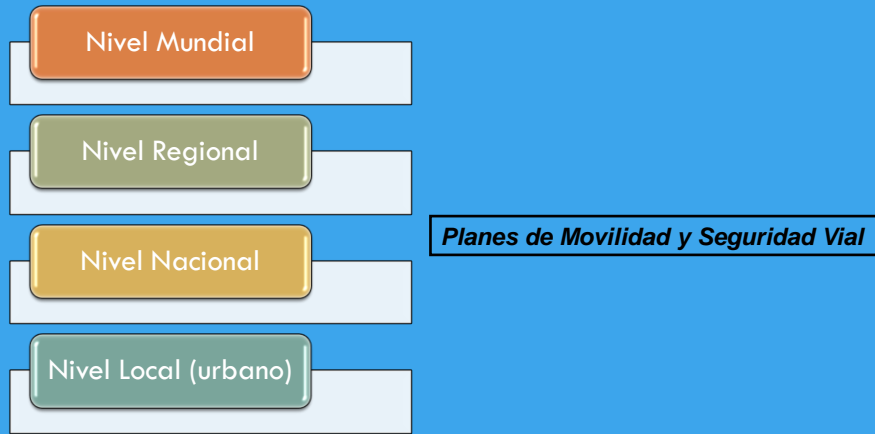 Nivel Mundial
Nivel Regional
Nivel Nacional
Planes de Movilidad y Seguridad Vial
Nivel Local (urbano)